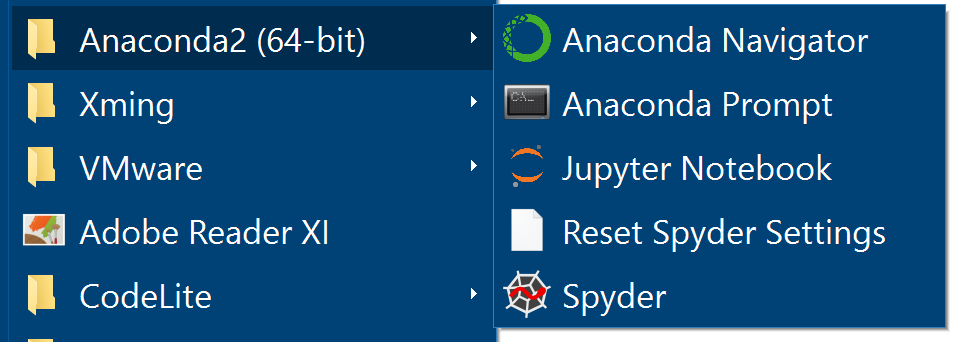 Anaconda2 (64-bit)
Xming
VMware
Adobe Reader XI
CodeLite
Anaconda Navigator
Anaconda Prompt
Jupyter Notebook
Reset Spyder Settings
Spyder